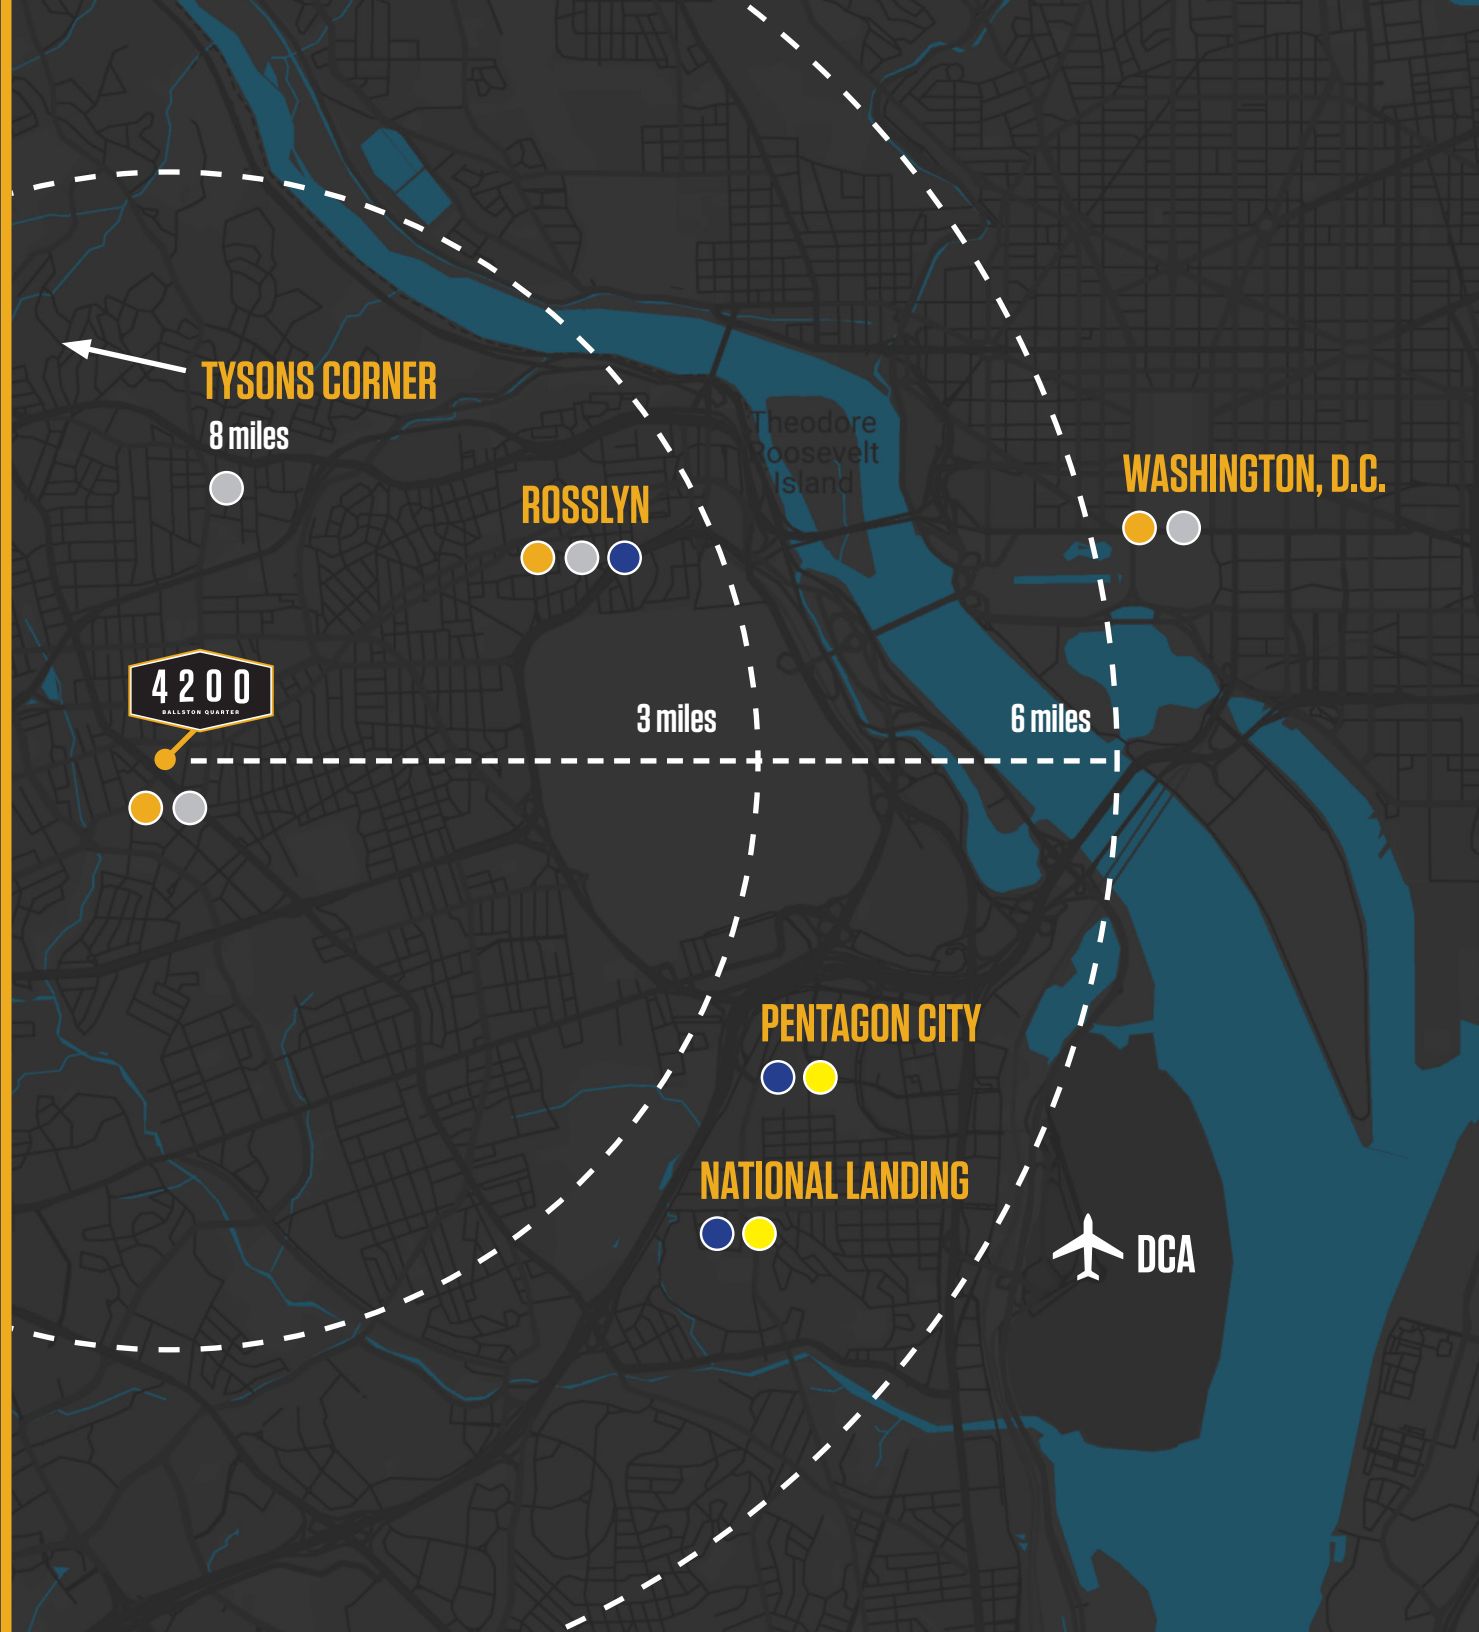 TYSONS CORNER
8 miles
Theodore
Roosevelt
Island
WASHINGTON, D.C.
ROSSLYN
4200
BALLSTON QUARTER
3 miles
6 miles
PENTAGON CITY
NATIONAL LANDING
DCA